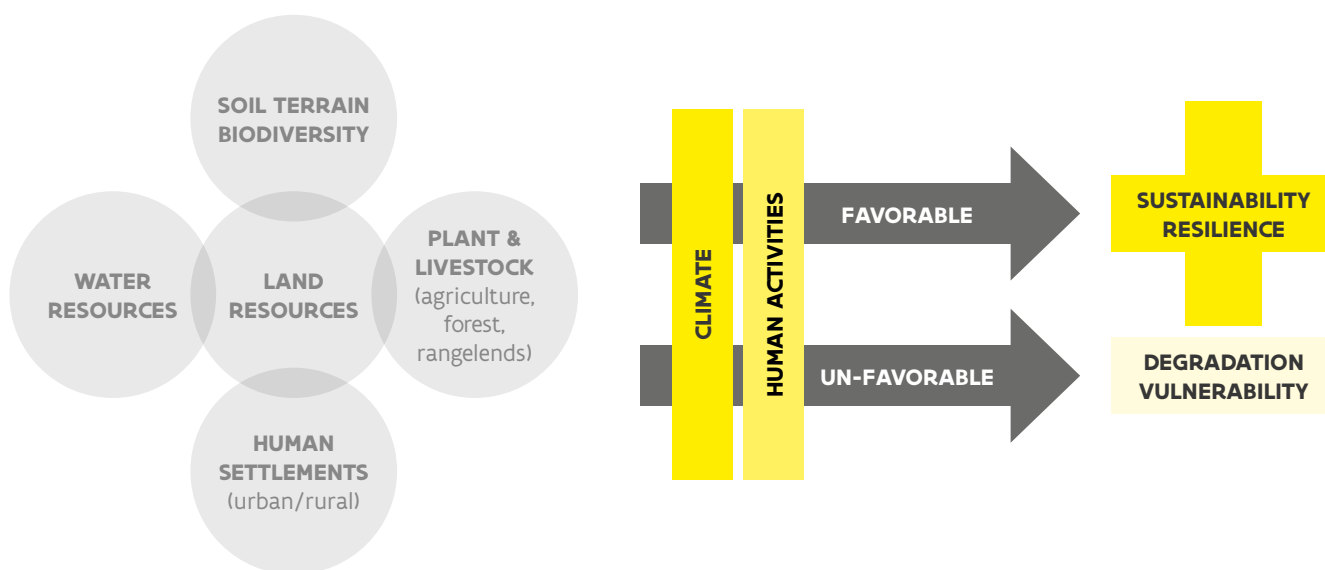 SOIL TERRAIN
BIODIVERSITY
WATER
RESOURCES
LAND
RESOURCES
PLANT &
LIVESTOCK
(agriculture,
forest,
rangelends)
HUMAN
SETTLEMENTS
(urban/rural)
CLIMATE
HUMAN ACTIVITIES
FAVORABLE
UN-FAVORABLE
SUSTAINABILITY
RESILIENCE
DEGRADATION
VULNERABILITY